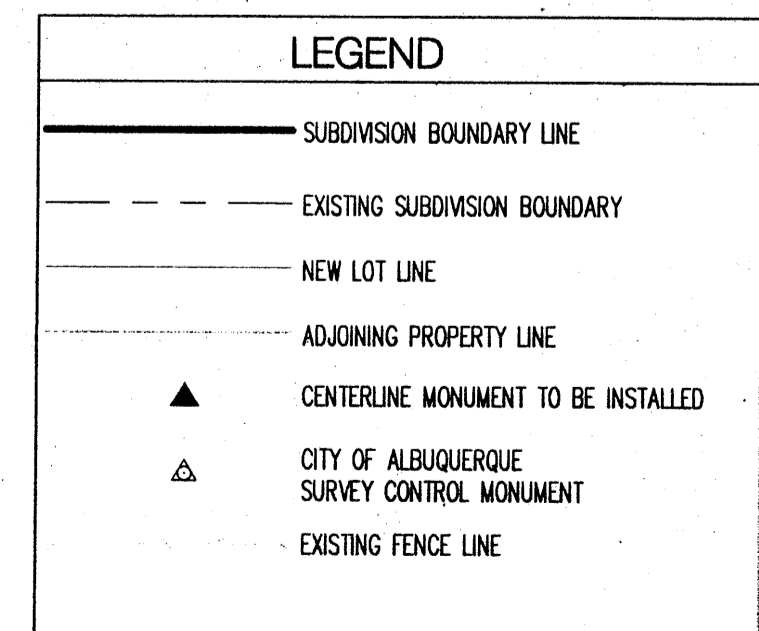 LEGEND
SUBDIVISION BOUNDARY LINE
EXISTING SUBDIVISION BOUNDARY
NEW LOT LINE
ADJOINING PROPERTY LINE
CENTERLINE MONUMENT TO BE INSTALLED
CITY OF ALBUQUERQUE
SURVEY CONTROL MONUMENT
EXISTING FENCE LINE